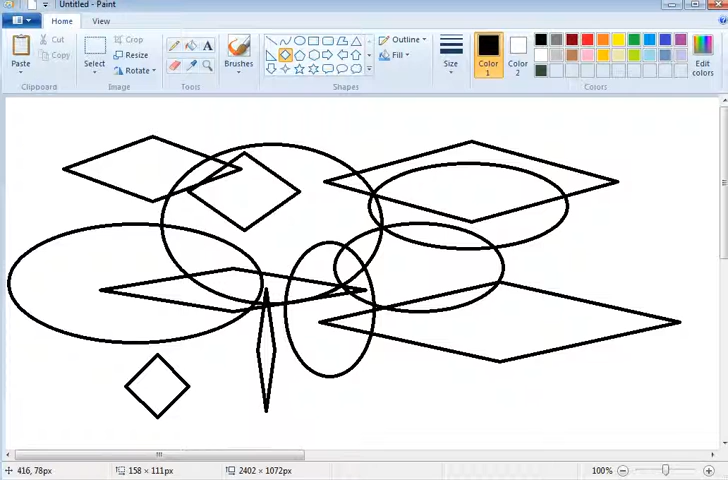 Untitled - Paint
Home View
Paste
Cut
Copy
Clipboard
Select
Crop
Resize
Rotate
Image
A
Tools
Brushes
Outline
Fill
Shapes
Size
Color 1
Color 2
Colors
Edit colors
416, 78px
158 × 111px
2402 × 1072px
100%